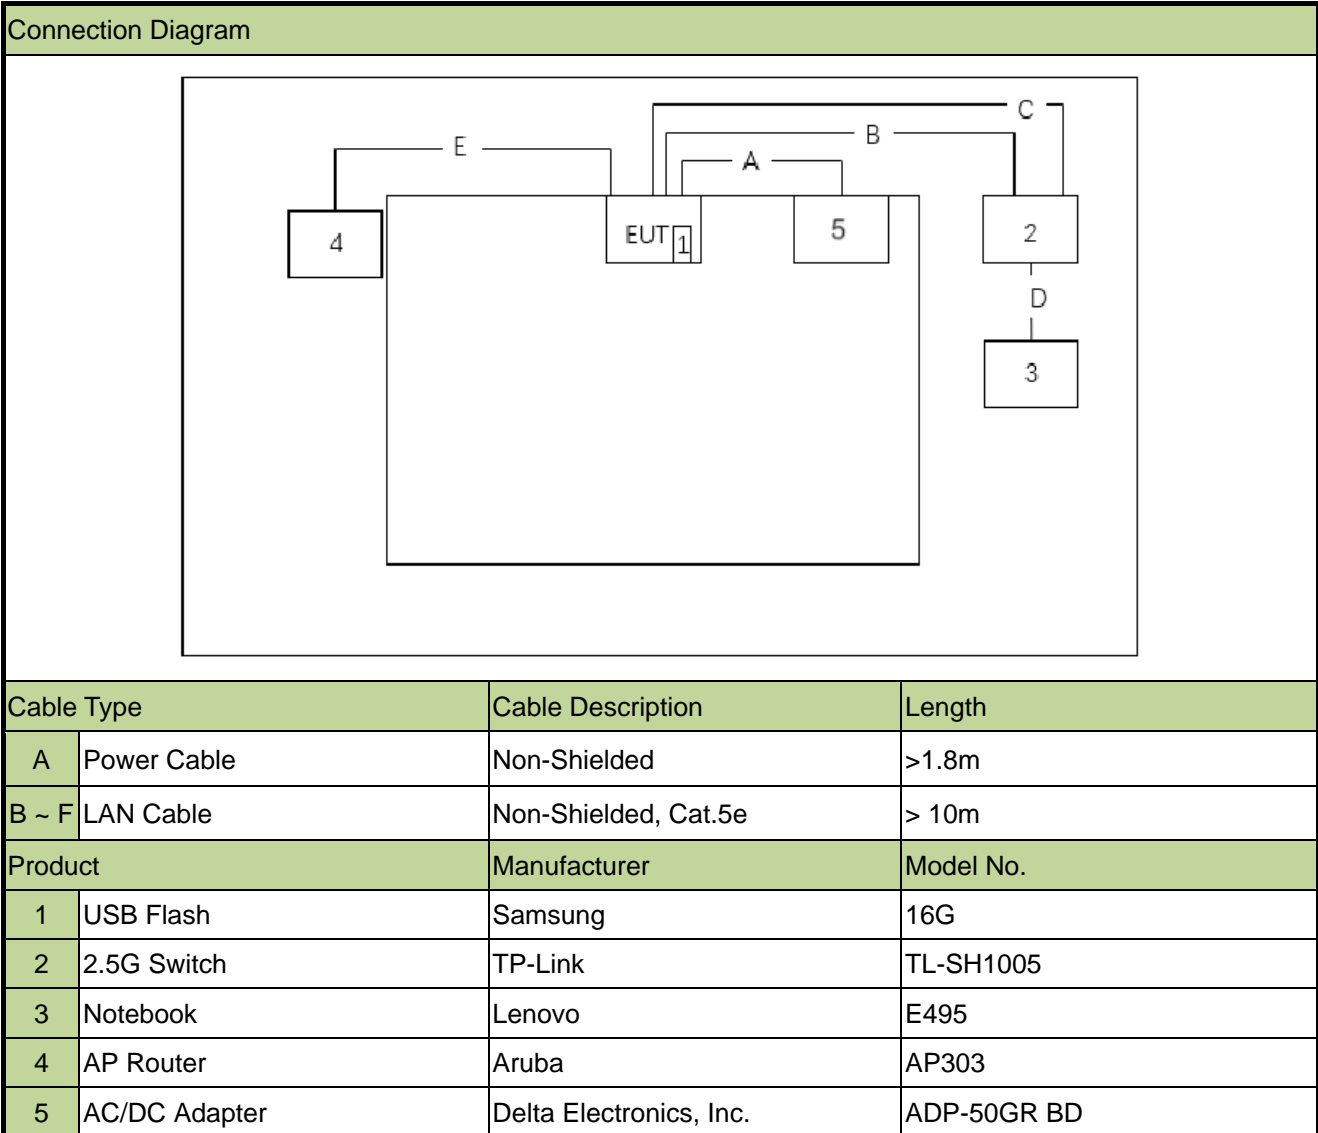 Connection Diagram
C
B
E
A
EUT 1
5
2
4
D
3
Cable Type Cable Description Length
A Power Cable Non-Shielded >1.8m
B ~ F LAN Cable Non-Shielded, Cat.5e > 10m
Product Manufacturer Model No.
1 USB Flash Samsung 16G
2 2.5G Switch TP-Link TL-SH1005
3 Notebook Lenovo E495
4 AP Router Aruba AP303
5 AC/DC Adapter Delta Electronics, Inc. ADP-50GR BD